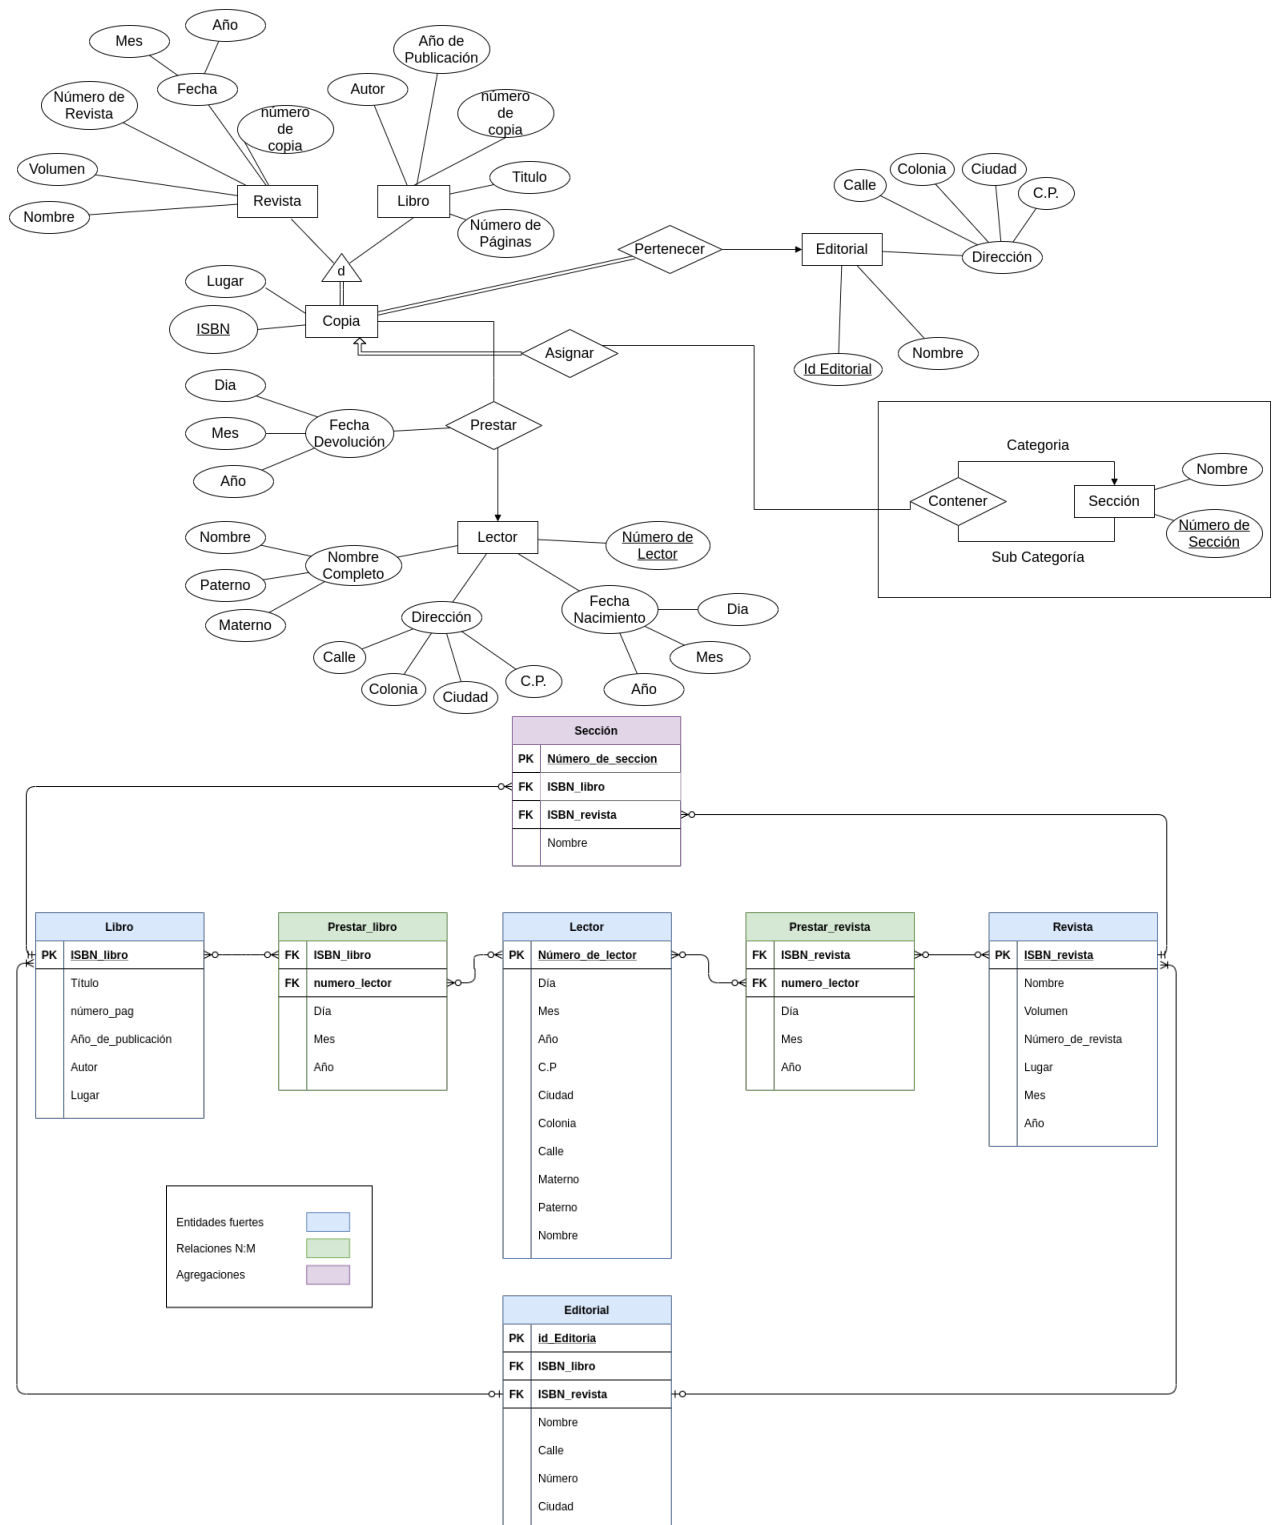 Año
Mes
Año de
Publicación
Fecha
Autor
Número de
Revista
número
de
copia
número
de
copia
Volumen
Titulo
Nombre
Revista
Libro
Número de
Páginas
Calle
Colonia
Ciudad
C.P.
Pertenecer
Editorial
Dirección
d
Lugar
ISBN
Copia
Asignar
Id Editorial
Nombre
Dia
Mes
Año
Fecha
Devolución
Prestar
Categoria
Contener
Sección
Nombre
Número de
Sección
Sub Categoría
Nombre
Paterno
Materno
Nombre
Completo
Lector
Número de
Lector
Dirección
Fecha
Nacimiento
Dia
Mes
Año
Calle
Colonia
Ciudad
C.P.
Sección
PK Número_de_seccion
FK ISBN_libro
FK ISBN_revista
Nombre
Libro
PK ISBN_libro
Título
número_pag
Año_de_publicación
Autor
Lugar
Prestar_libro
FK ISBN_libro
FK numero_lector
Día
Mes
Año
Lector
PK Número_de_lector
Día
Mes
Año
C.P
Ciudad
Colonia
Calle
Materno
Paterno
Nombre
Prestar_revista
FK ISBN_revista
FK numero_lector
Día
Mes
Año
Revista
PK ISBN_revista
Nombre
Volumen
Número_de_revista
Lugar
Mes
Año
Entidades fuertes
Relaciones N:M
Agregaciones
Editorial
PK id_Editoria
FK ISBN_libro
FK ISBN_revista
Nombre
Calle
Número
Ciudad